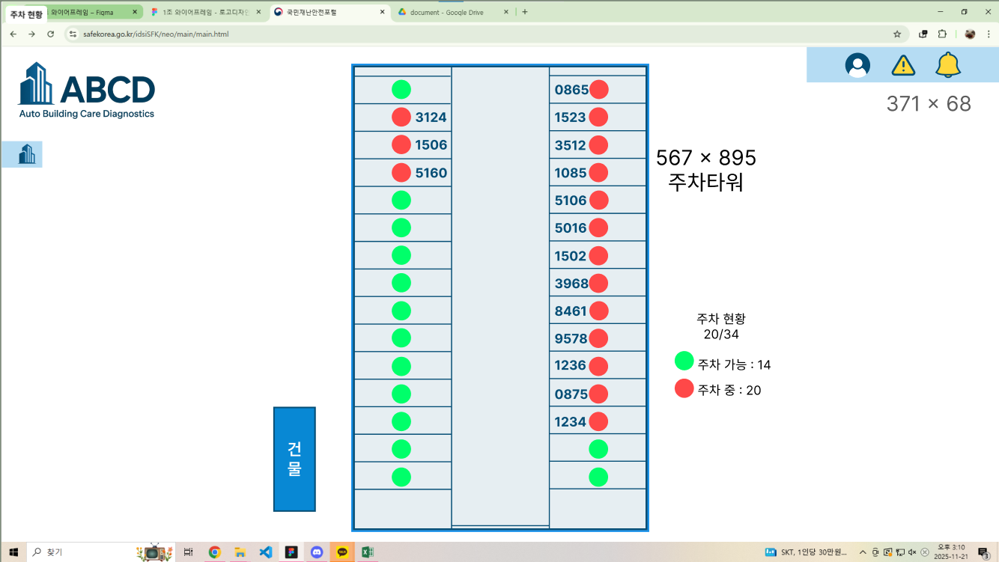 주차 현황
조 와이어프레임 – Figma
1조 와이어프레임 - 로고디자인
국민재난안전포털
document - Google Drive
safekorea.go.kr/idsiSFK/neo/main/main.html
ABCD
Auto Building Care Diagnostics
371 × 68
567 × 895
주차타워
0865
3124
1523
1506
3512
5160
1085
5106
5016
1502
3968
8461
9578
1236
0875
1234
주차 현황
20/34
주차 가능 : 14
주차 중 : 20
건
물
찾기
SKT, 1인당 30만원...
오후 3:10
2025-11-21
3